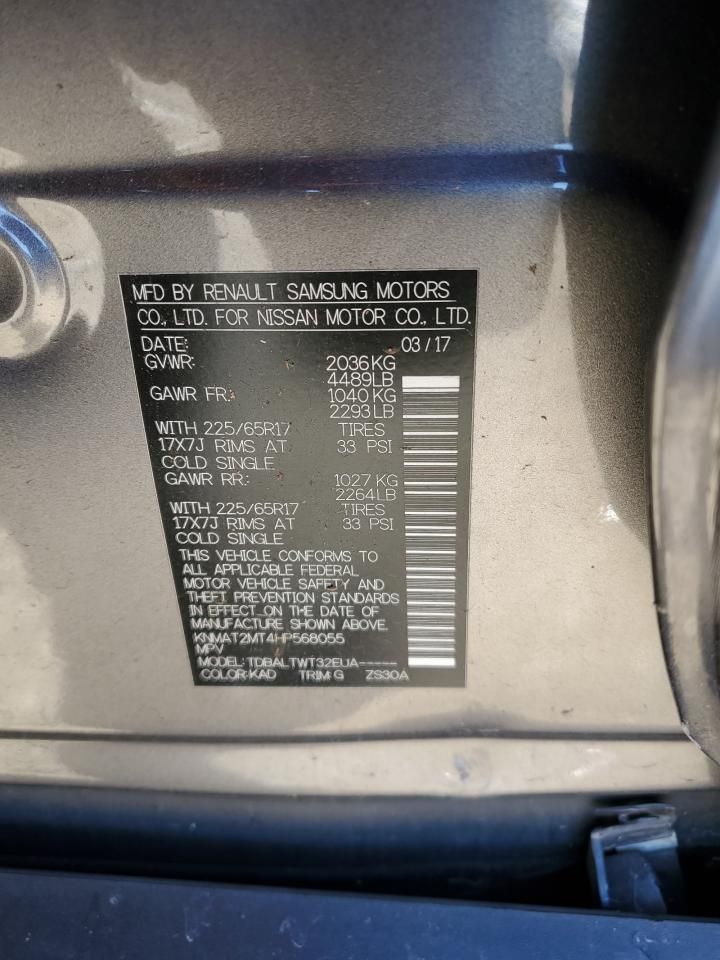 MFD BY RENAULT SAMSUNG MOTORS
CO., LTD. FOR NISSAN MOTOR CO., LTD.
DATE: 03/17
GVWR: 2036KG
4489LB
GAWR FR: 1040KG
2293LB
WITH 225/65R17 TIRES
17X7J RIMS AT 33 PSI
COLD SINGLE
GAWR RR: 1027 KG
2264LB
WITH 225/65R17 TIRES
17X7J RIMS AT 33 PSI
COLD SINGLE
THIS VEHICLE CONFORMS TO
ALL APPLICABLE FEDERAL
MOTOR VEHICLE SAFETY AND
THEFT PREVENTION STANDARDS
IN EFFECT ON THE DATE OF
MANUFACTURE SHOWN ABOVE.
KNMAT2MT4HP568055
MPV
MODEL: TDBALTWT32EUA-----
COLOR:KAD TRIM:G ZS30A